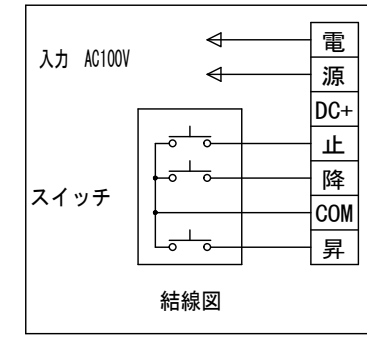 入力 AC100V
電
源
DC+
止
降
COM
昇
スイッチ
結線図